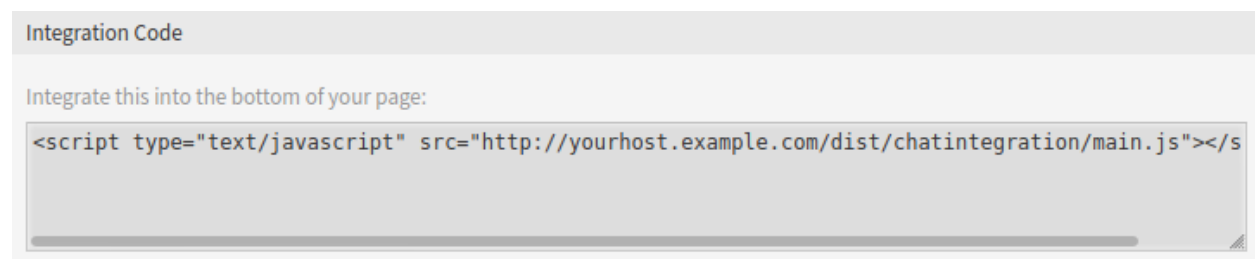 Integration Code
Integrate this into the bottom of your page:
<script type="text/javascript" src="http://yourhost.example.com/dist/chatintegration/main.js"></s